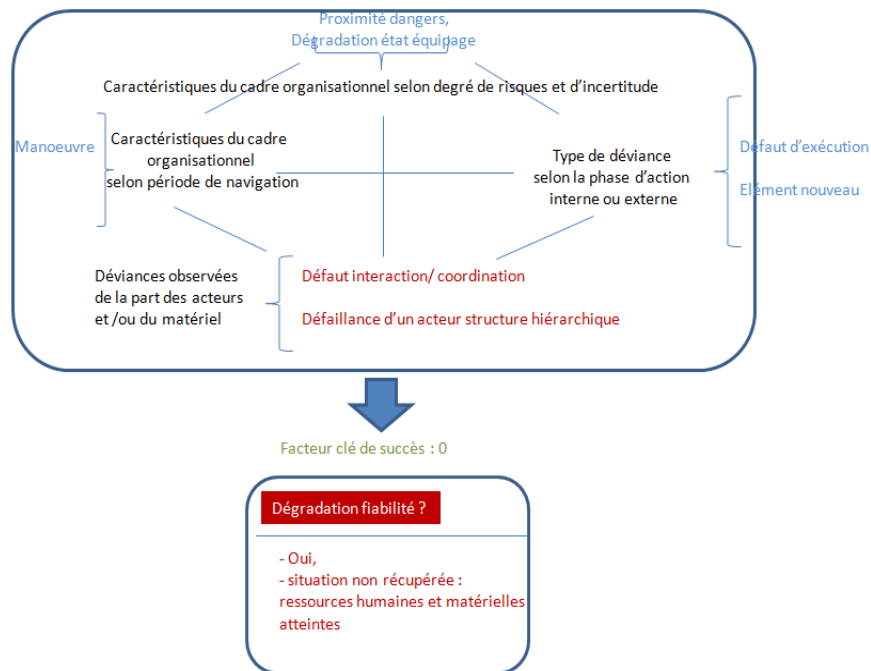 Proximité dangers,
Dégradation état équipage
Caractéristiques du cadre organisationnel selon degré de risques et d'incertitude
Manoeuvre
Caractéristiques du cadre
organisationnel
selon période de navigation
Type de déviance
selon la phase d'action
interne ou externe
Défaut d'exécution
Elément nouveau
Déviances observées
de la part des acteurs
et /ou du matériel
Défaut interaction/ coordination
Défaillance d'un acteur structure hiérarchique
Facteur clé de succès : 0
Dégradation fiabilité ?
- Oui,
- situation non récupérée :
ressources humaines et matérielles
atteintes